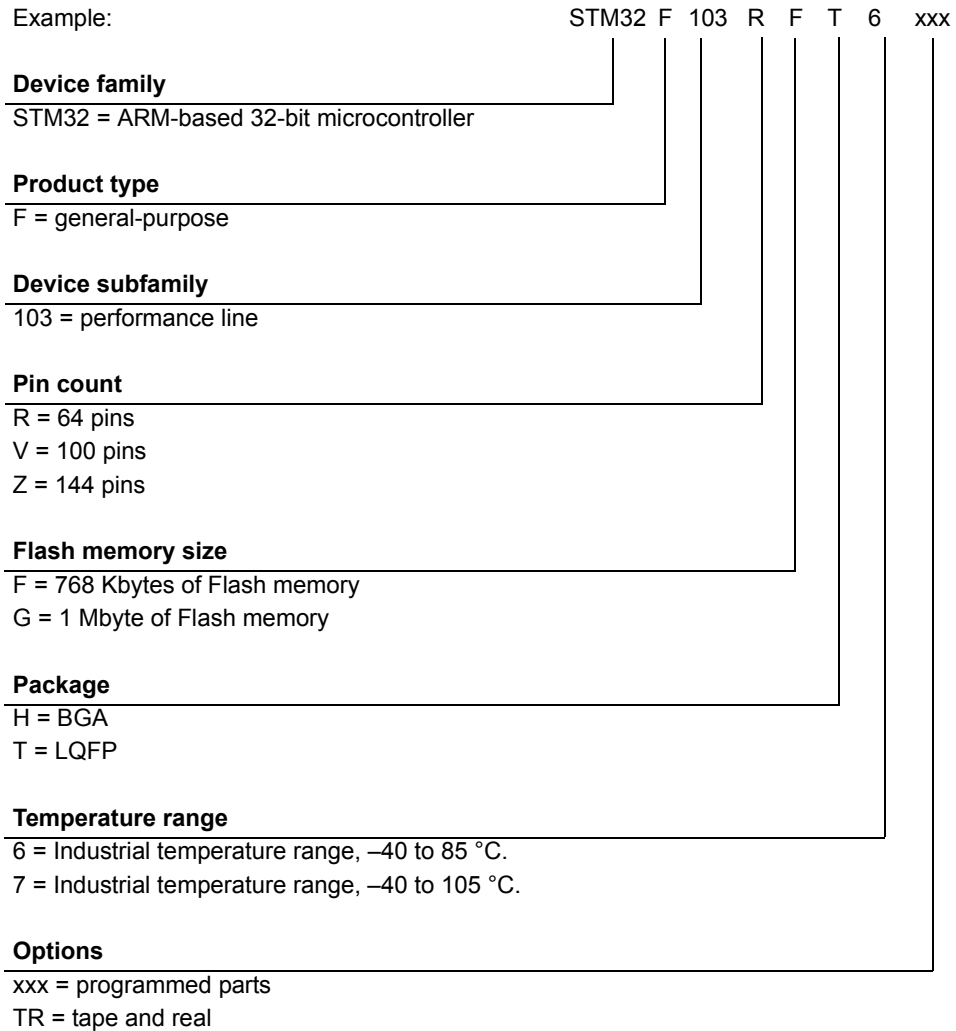 Example: STM32 F 103 R F T 6 xxx
Device family
STM32 = ARM-based 32-bit microcontroller
Product type
F = general-purpose
Device subfamily
103 = performance line
Pin count
R = 64 pins
V = 100 pins
Z = 144 pins
Flash memory size
F = 768 Kbytes of Flash memory
G = 1 Mbyte of Flash memory
Package
H = BGA
T = LQFP
Temperature range
6 = Industrial temperature range, –40 to 85 °C.
7 = Industrial temperature range, –40 to 105 °C.
Options
xxx = programmed parts
TR = tape and real